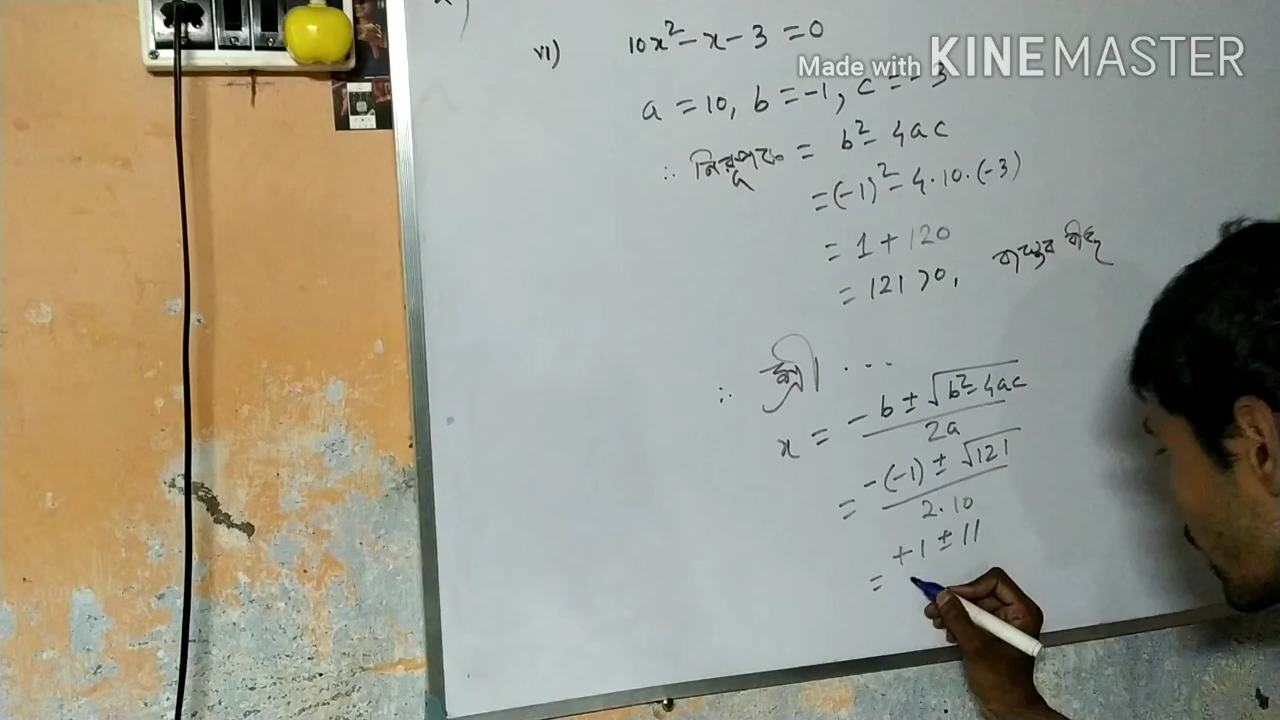 vi) 10x² - x - 3 = 0
Made with KINEMASTER
a = 10, b = -1, c = -3
∴ নিরূপক = b² - 4ac
= (-1)² - 4·10·(-3)
= 1 + 120
= 121 > 0, বাস্তব বীজ
∴ শ্রী ...
x = -b ± √b² - 4ac / 2a
= -(-1) ± √121 / 2·10
= +1 ± 11